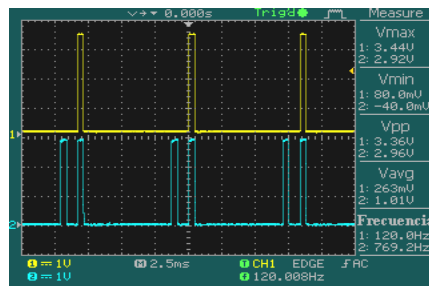 0.000s Trig'd Measure
Vmax
1: 3.44V
2: 2.92V
Vmin
1: 80.0mV
2: -40.0mV
Vpp
1: 3.36V
2: 2.96V
Vavg
1: 263mV
2: 1.01V
Frecuencia
1: 120.0Hz
2: 769.2Hz
1
2
1 1V M 2.5ms T CH1 EDGE AC
2 1V f 120.008Hz